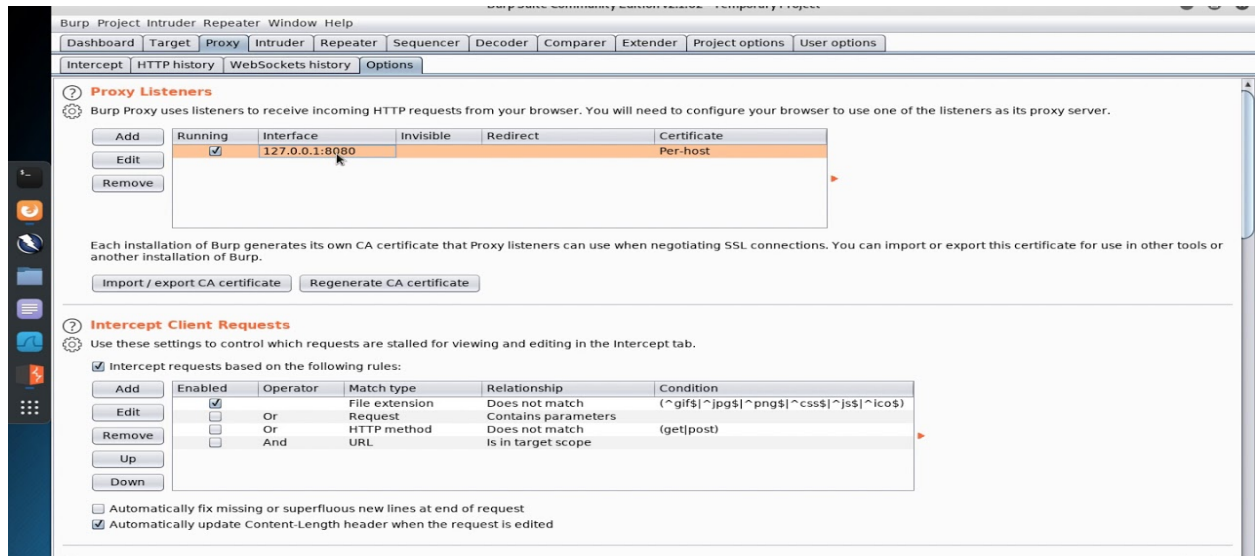 Burp Suite Community Edition v2.1.02 - Temporary Project
Burp Project Intruder Repeater Window Help
Dashboard Target Proxy Intruder Repeater Sequencer Decoder Comparer Extender Project options User options
Intercept HTTP history WebSockets history Options
Proxy Listeners
Burp Proxy uses listeners to receive incoming HTTP requests from your browser. You will need to configure your browser to use one of the listeners as its proxy server.
Add Running Interface Invisible Redirect Certificate
127.0.0.1:8080 Per-host
Edit
Remove
Each installation of Burp generates its own CA certificate that Proxy listeners can use when negotiating SSL connections. You can import or export this certificate for use in other tools or
another installation of Burp.
Import / export CA certificate Regenerate CA certificate
Intercept Client Requests
Use these settings to control which requests are stalled for viewing and editing in the Intercept tab.
Intercept requests based on the following rules:
Add Enabled Operator Match type Relationship Condition
File extension Does not match (^gif$|^jpg$|^png$|^css$|^js$|^ico$)
Edit Or Request Contains parameters
Or HTTP method Does not match (get|post)
Remove And URL Is in target scope
Up
Down
Automatically fix missing or superfluous new lines at end of request
Automatically update Content-Length header when the request is edited